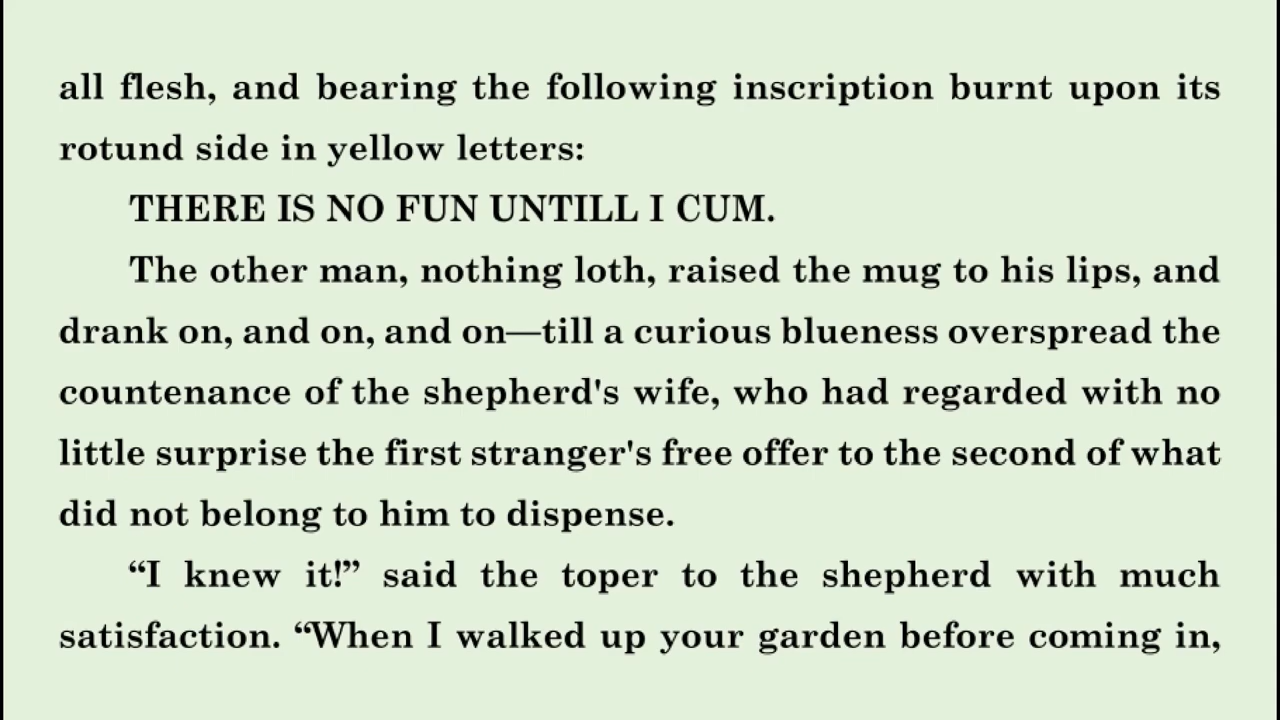 all flesh, and bearing the following inscription burnt upon its
rotund side in yellow letters:
THERE IS NO FUN UNTILL I CUM.
The other man, nothing loth, raised the mug to his lips, and
drank on, and on, and on—till a curious blueness overspread the
countenance of the shepherd's wife, who had regarded with no
little surprise the first stranger's free offer to the second of what
did not belong to him to dispense.
“I knew it!” said the toper to the shepherd with much
satisfaction. “When I walked up your garden before coming in,